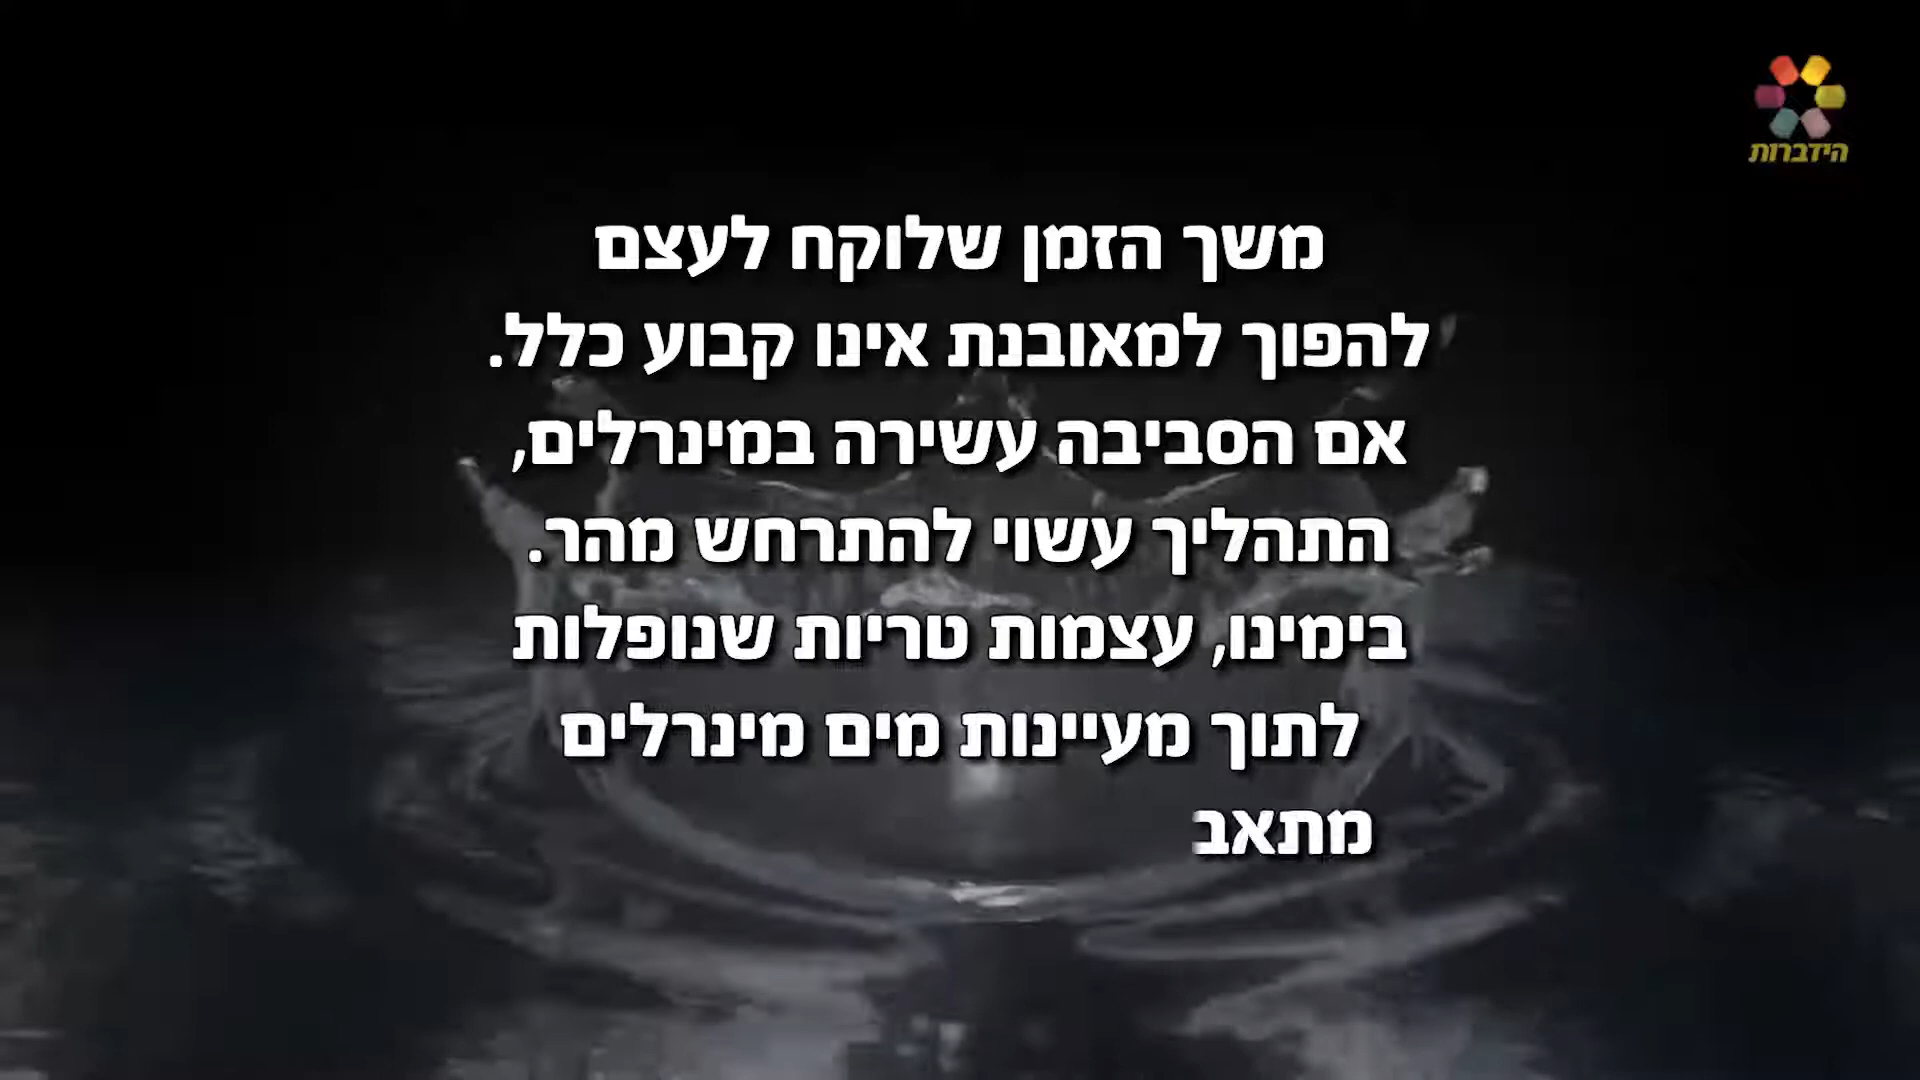 הידברות
משך הזמן שלוקח לעצם
להפוך למאובנת אינו קבוע כלל.
אם הסביבה עשירה במינרלים,
התהליך עשוי להתרחש מהר.
בימינו, עצמות טריות שנופלות
לתוך מעיינות מים מינרלים
מתאב